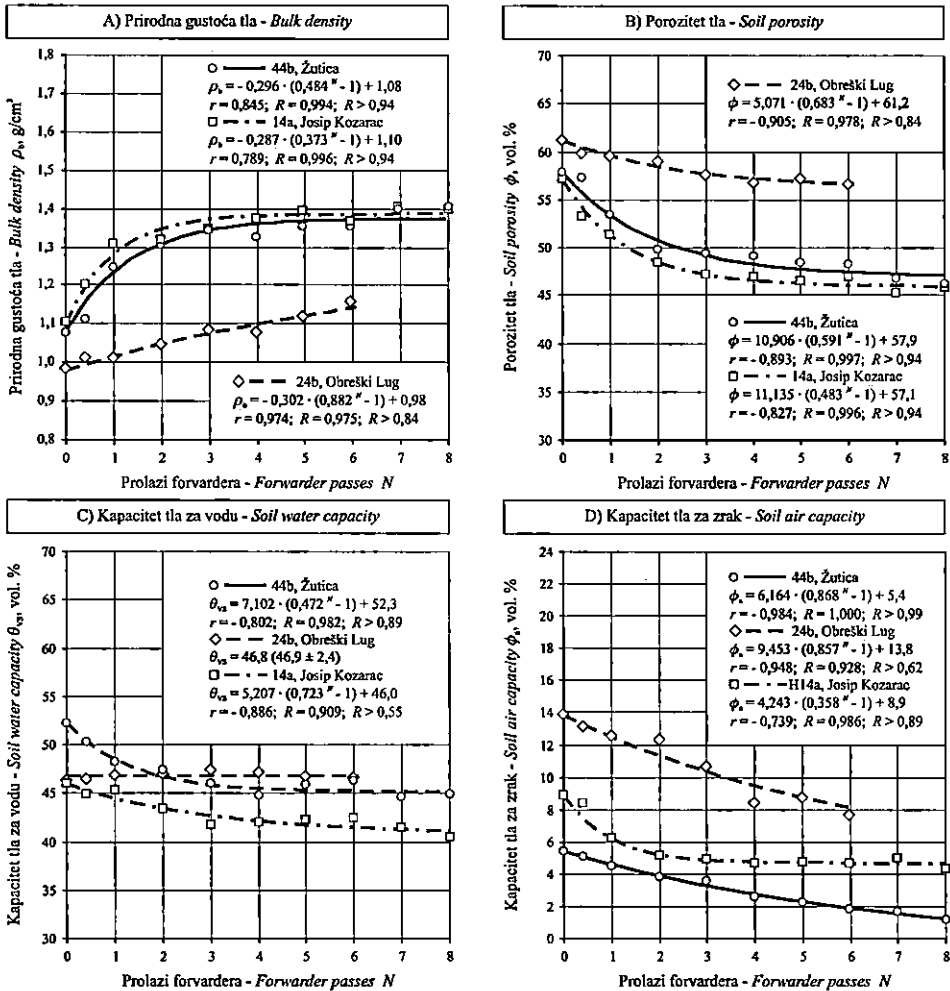 A) Prirodna gustoća tla - Bulk density
Prirodna gustoća tla - Bulk density ρb, g/cm³
1,8
1,7
1,6
1,5
1,4
1,3
1,2
1,1
1,0
0,9
0,8
44b, Žutica
ρb = - 0,296 · (0,484 ᴺ - 1) + 1,08
r = 0,845; R = 0,994; R > 0,94
14a, Josip Kozarac
ρb = - 0,287 · (0,373 ᴺ - 1) + 1,10
r = 0,789; R = 0,996; R > 0,94
24b, Obreški Lug
ρb = - 0,302 · (0,882 ᴺ - 1) + 0,98
r = 0,974; R = 0,975; R > 0,84
0 1 2 3 4 5 6 7 8
Prolazi forvardera - Forwarder passes N
B) Porozitet tla - Soil porosity
Porozitet tla - Soil porosity ϕ, vol. %
70
65
60
55
50
45
40
35
30
24b, Obreški Lug
ϕ = 5,071 · (0,683 ᴺ - 1) + 61,2
r = -0,905; R = 0,978; R > 0,84
44b, Žutica
ϕ = 10,906 · (0,591 ᴺ - 1) + 57,9
r = -0,893; R = 0,997; R > 0,94
14a, Josip Kozarac
ϕ = 11,135 · (0,483 ᴺ - 1) + 57,1
r = -0,827; R = 0,996; R > 0,94
0 1 2 3 4 5 6 7 8
Prolazi forvardera - Forwarder passes N
C) Kapacitet tla za vodu - Soil water capacity
Kapacitet tla za vodu - Soil water capacity θvs, vol. %
70
65
60
55
50
45
40
35
30
44b, Žutica
θvs = 7,102 · (0,472 ᴺ - 1) + 52,3
r = -0,802; R = 0,982; R > 0,89
24b, Obreški Lug
θvs = 46,8 (46,9 ± 2,4)
14a, Josip Kozarac
θvs = 5,207 · (0,723 ᴺ - 1) + 46,0
r = -0,886; R = 0,909; R > 0,55
0 1 2 3 4 5 6 7 8
Prolazi forvardera - Forwarder passes N
D) Kapacitet tla za zrak - Soil air capacity
Kapacitet tla za zrak - Soil air capacity ϕa, vol. %
24
22
20
18
16
14
12
10
8
6
4
2
0
44b, Žutica
ϕa = 6,164 · (0,868 ᴺ - 1) + 5,4
r = -0,984; R = 1,000; R > 0,99
24b, Obreški Lug
ϕa = 9,453 · (0,857 ᴺ - 1) + 13,8
r = -0,948; R = 0,928; R > 0,62
H14a, Josip Kozarac
ϕa = 4,243 · (0,358 ᴺ - 1) + 8,9
r = -0,739; R = 0,986; R > 0,89
0 1 2 3 4 5 6 7 8
Prolazi forvardera - Forwarder passes N